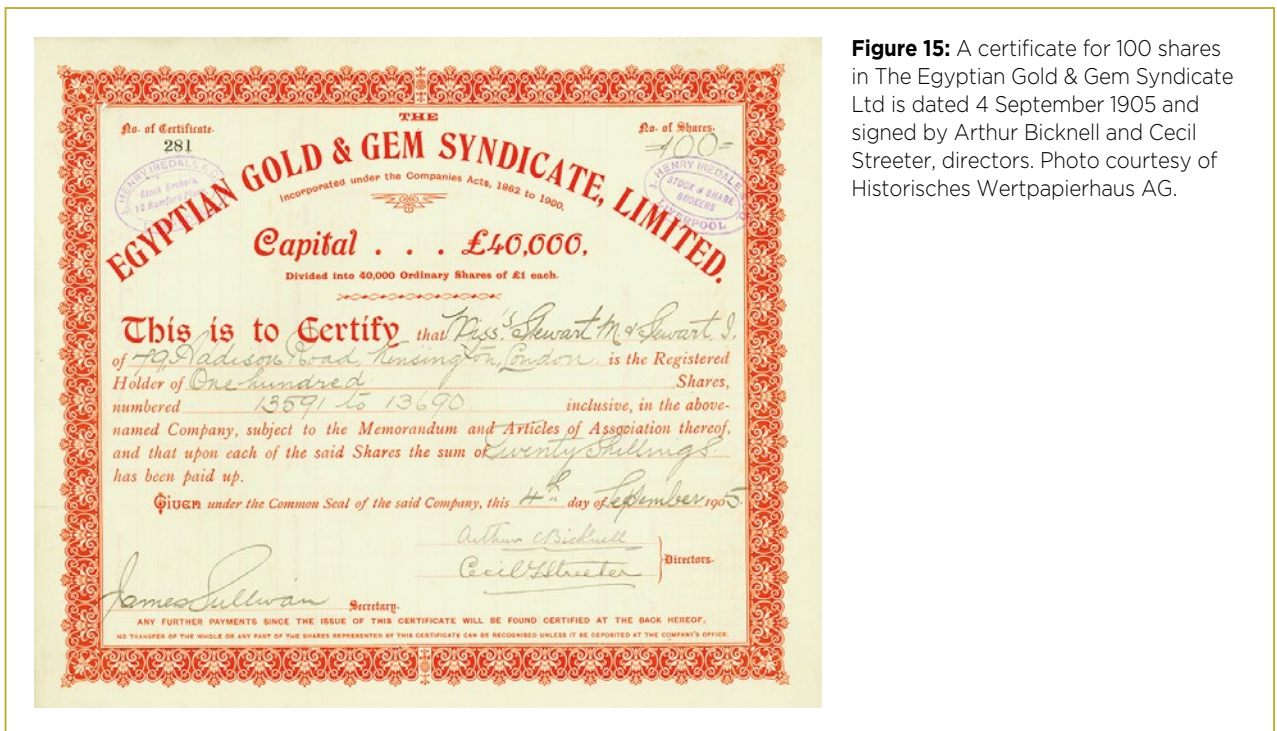 THE
No. of Certificate.
281
No. of Shares.
=100=
EGYPTIAN GOLD & GEM SYNDICATE, LIMITED.
J. HENRY IREDALE & CO
Stock Brokers,
12 Rumford Place
J. HENRY IREDALE & CO
STOCK & SHARE
BROKERS
LIVERPOOL
Incorporated under the Companies Acts, 1862 to 1900.
Capital . . . £40,000,
Divided into 40,000 Ordinary Shares of £1 each.
This is to Certify that Miss's Stewart M & Stewart I.
of 79 Addison Road, Kensington, London. is the Registered
Holder of One hundred Shares,
numbered 13591 to 13690. inclusive, in the above-
named Company, subject to the Memorandum and Articles of Association thereof,
and that upon each of the said Shares the sum of Twenty Shillings
has been paid up.
Given under the Common Seal of the said Company, this 4th day of September 1905.
Arthur C Bicknell
Cecil Streeter
Directors.
James Sullivan Secretary.
ANY FURTHER PAYMENTS SINCE THE ISSUE OF THIS CERTIFICATE WILL BE FOUND CERTIFIED AT THE BACK HEREOF.
NO TRANSFER OF THE WHOLE OR ANY PART OF THE SHARES REPRESENTED BY THIS CERTIFICATE CAN BE RECOGNISED UNLESS IT BE DEPOSITED AT THE COMPANY'S OFFICE.
Figure 15: A certificate for 100 shares
in The Egyptian Gold & Gem Syndicate
Ltd is dated 4 September 1905 and
signed by Arthur Bicknell and Cecil
Streeter, directors. Photo courtesy of
Historisches Wertpapierhaus AG.